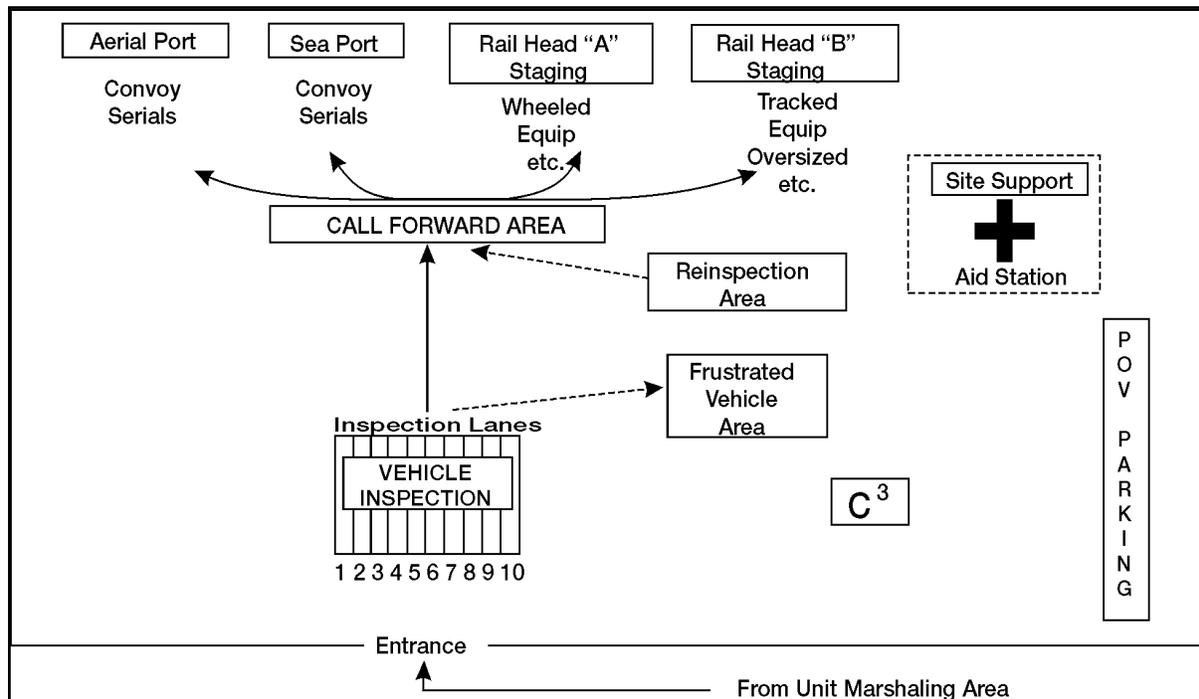 Aerial Port
Convoy
Serials
Sea Port
Convoy
Serials
Rail Head “A”
Staging
Wheeled
Equip
etc.
Rail Head “B”
Staging
Tracked
Equip
Oversized
etc.
Site Support
Aid Station
CALL FORWARD AREA
Reinspection
Area
Frustrated
Vehicle
Area
Inspection Lanes
VEHICLE
INSPECTION
1 2 3 4 5 6 7 8 9 10
C³
POV PARKING
Entrance
From Unit Marshaling Area